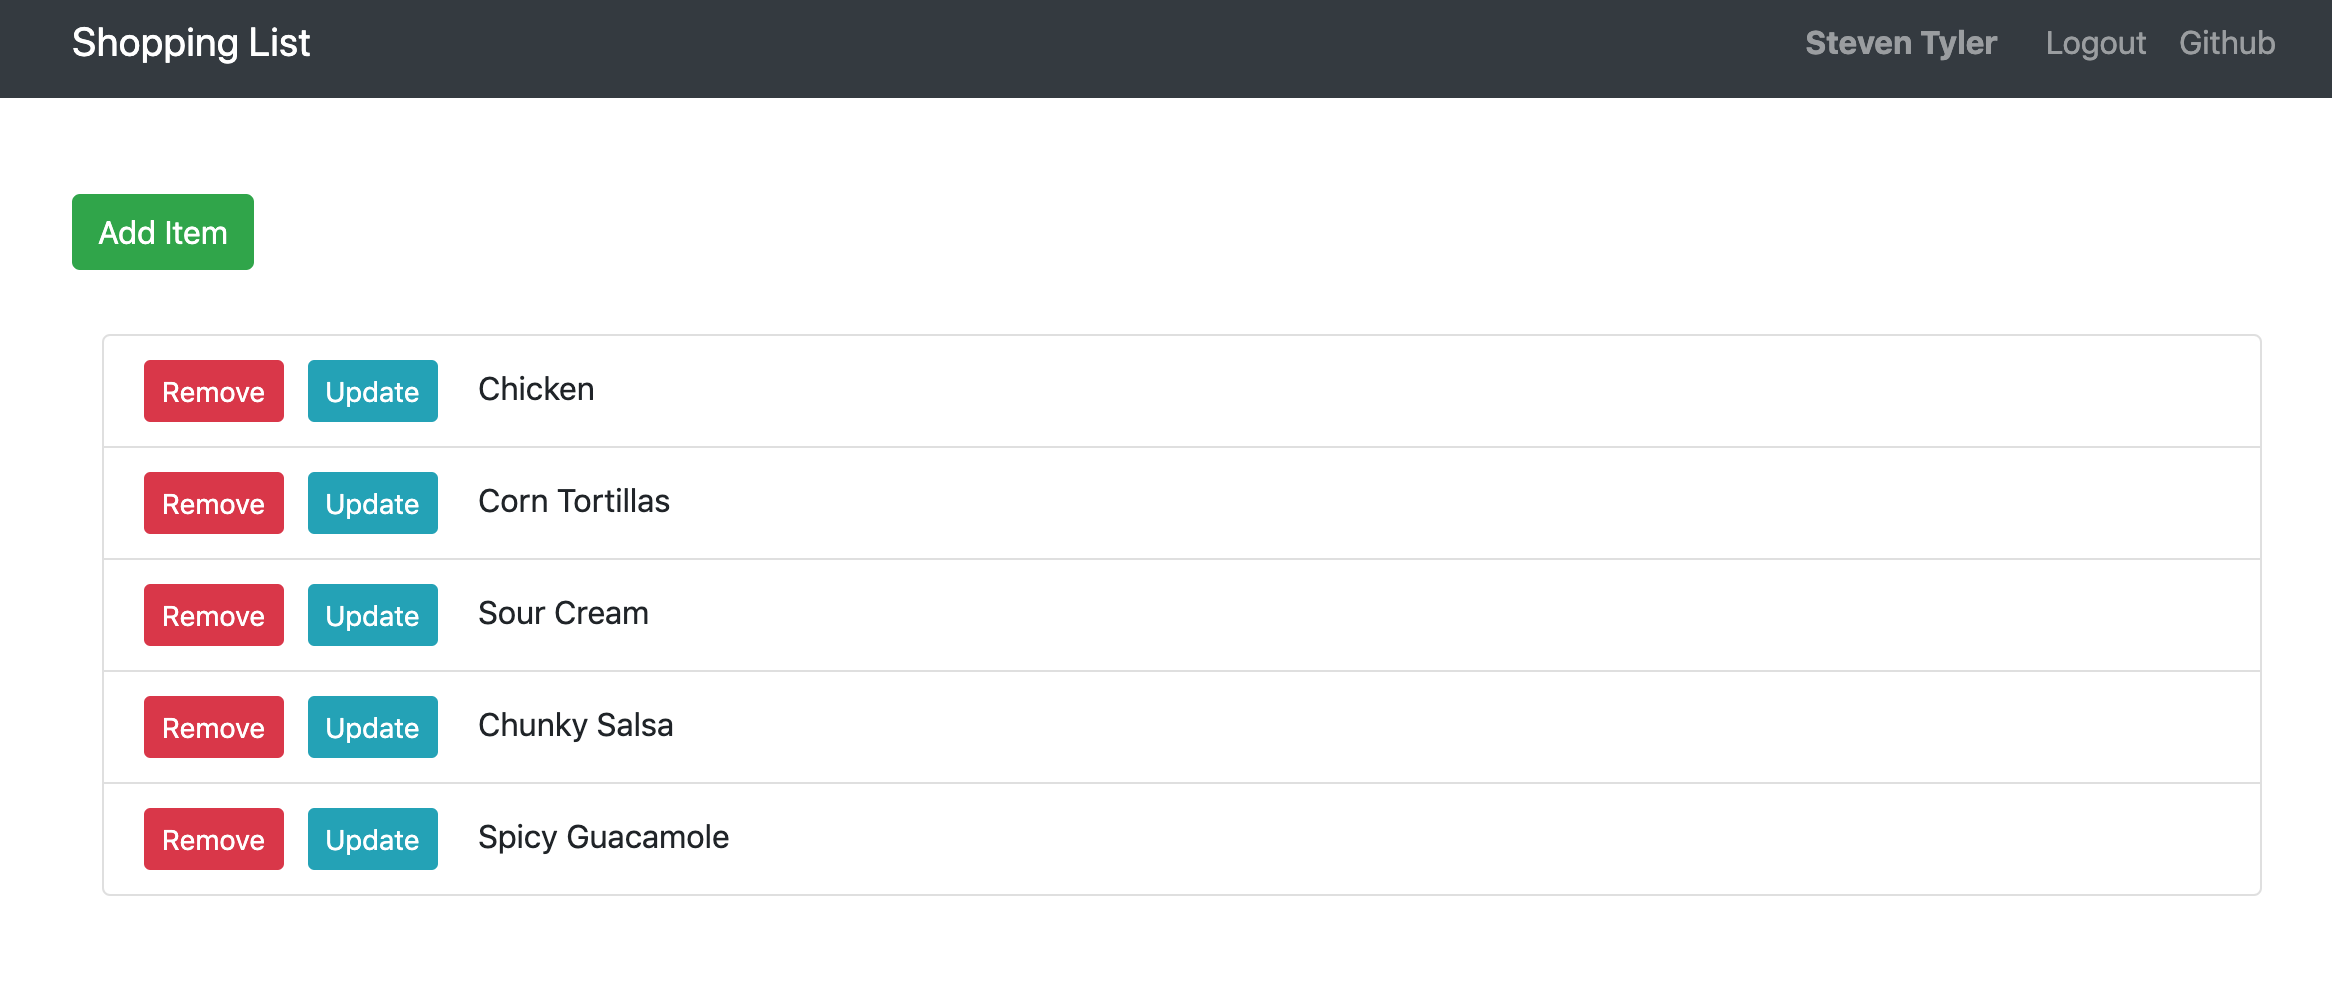 Shopping List Steven Tyler Logout Github
Add Item
Remove Update Chicken
Remove Update Corn Tortillas
Remove Update Sour Cream
Remove Update Chunky Salsa
Remove Update Spicy Guacamole